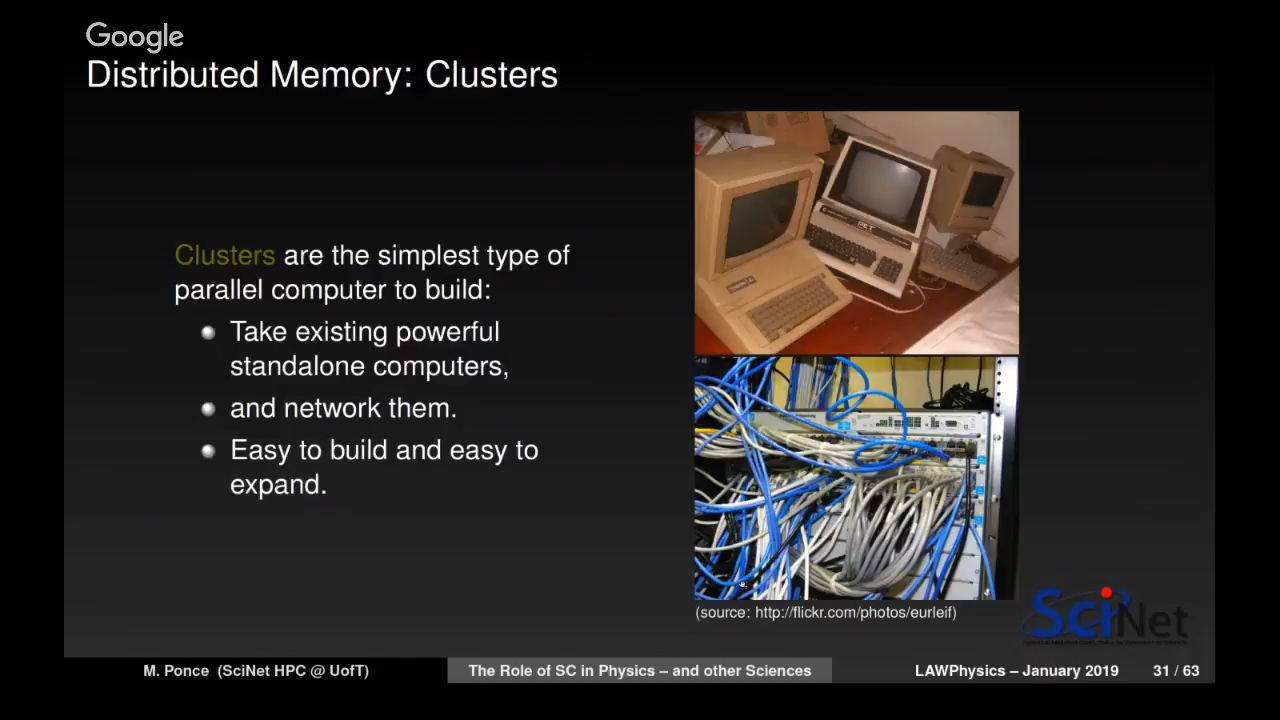 Google
Distributed Memory: Clusters
Clusters are the simplest type of
parallel computer to build:
Take existing powerful
standalone computers,
and network them.
Easy to build and easy to
expand.
PET
(source: http://flickr.com/photos/eurleif)
SciNet
M. Ponce (SciNet HPC @ UofT)
The Role of SC in Physics – and other Sciences
LAWPhysics – January 2019
31 / 63